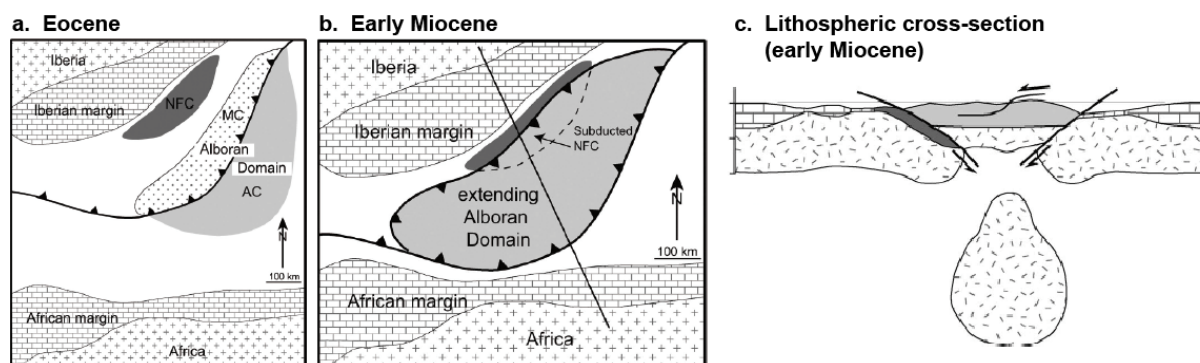 a. Eocene
Iberia
Iberian margin
NFC
MC
Alboran
Domain
AC
N
100 km
African margin
Africa
b. Early Miocene
Iberia
Iberian margin
Subducted
NFC
extending
Alboran
Domain
N
100 km
African margin
Africa
c. Lithospheric cross-section
(early Miocene)